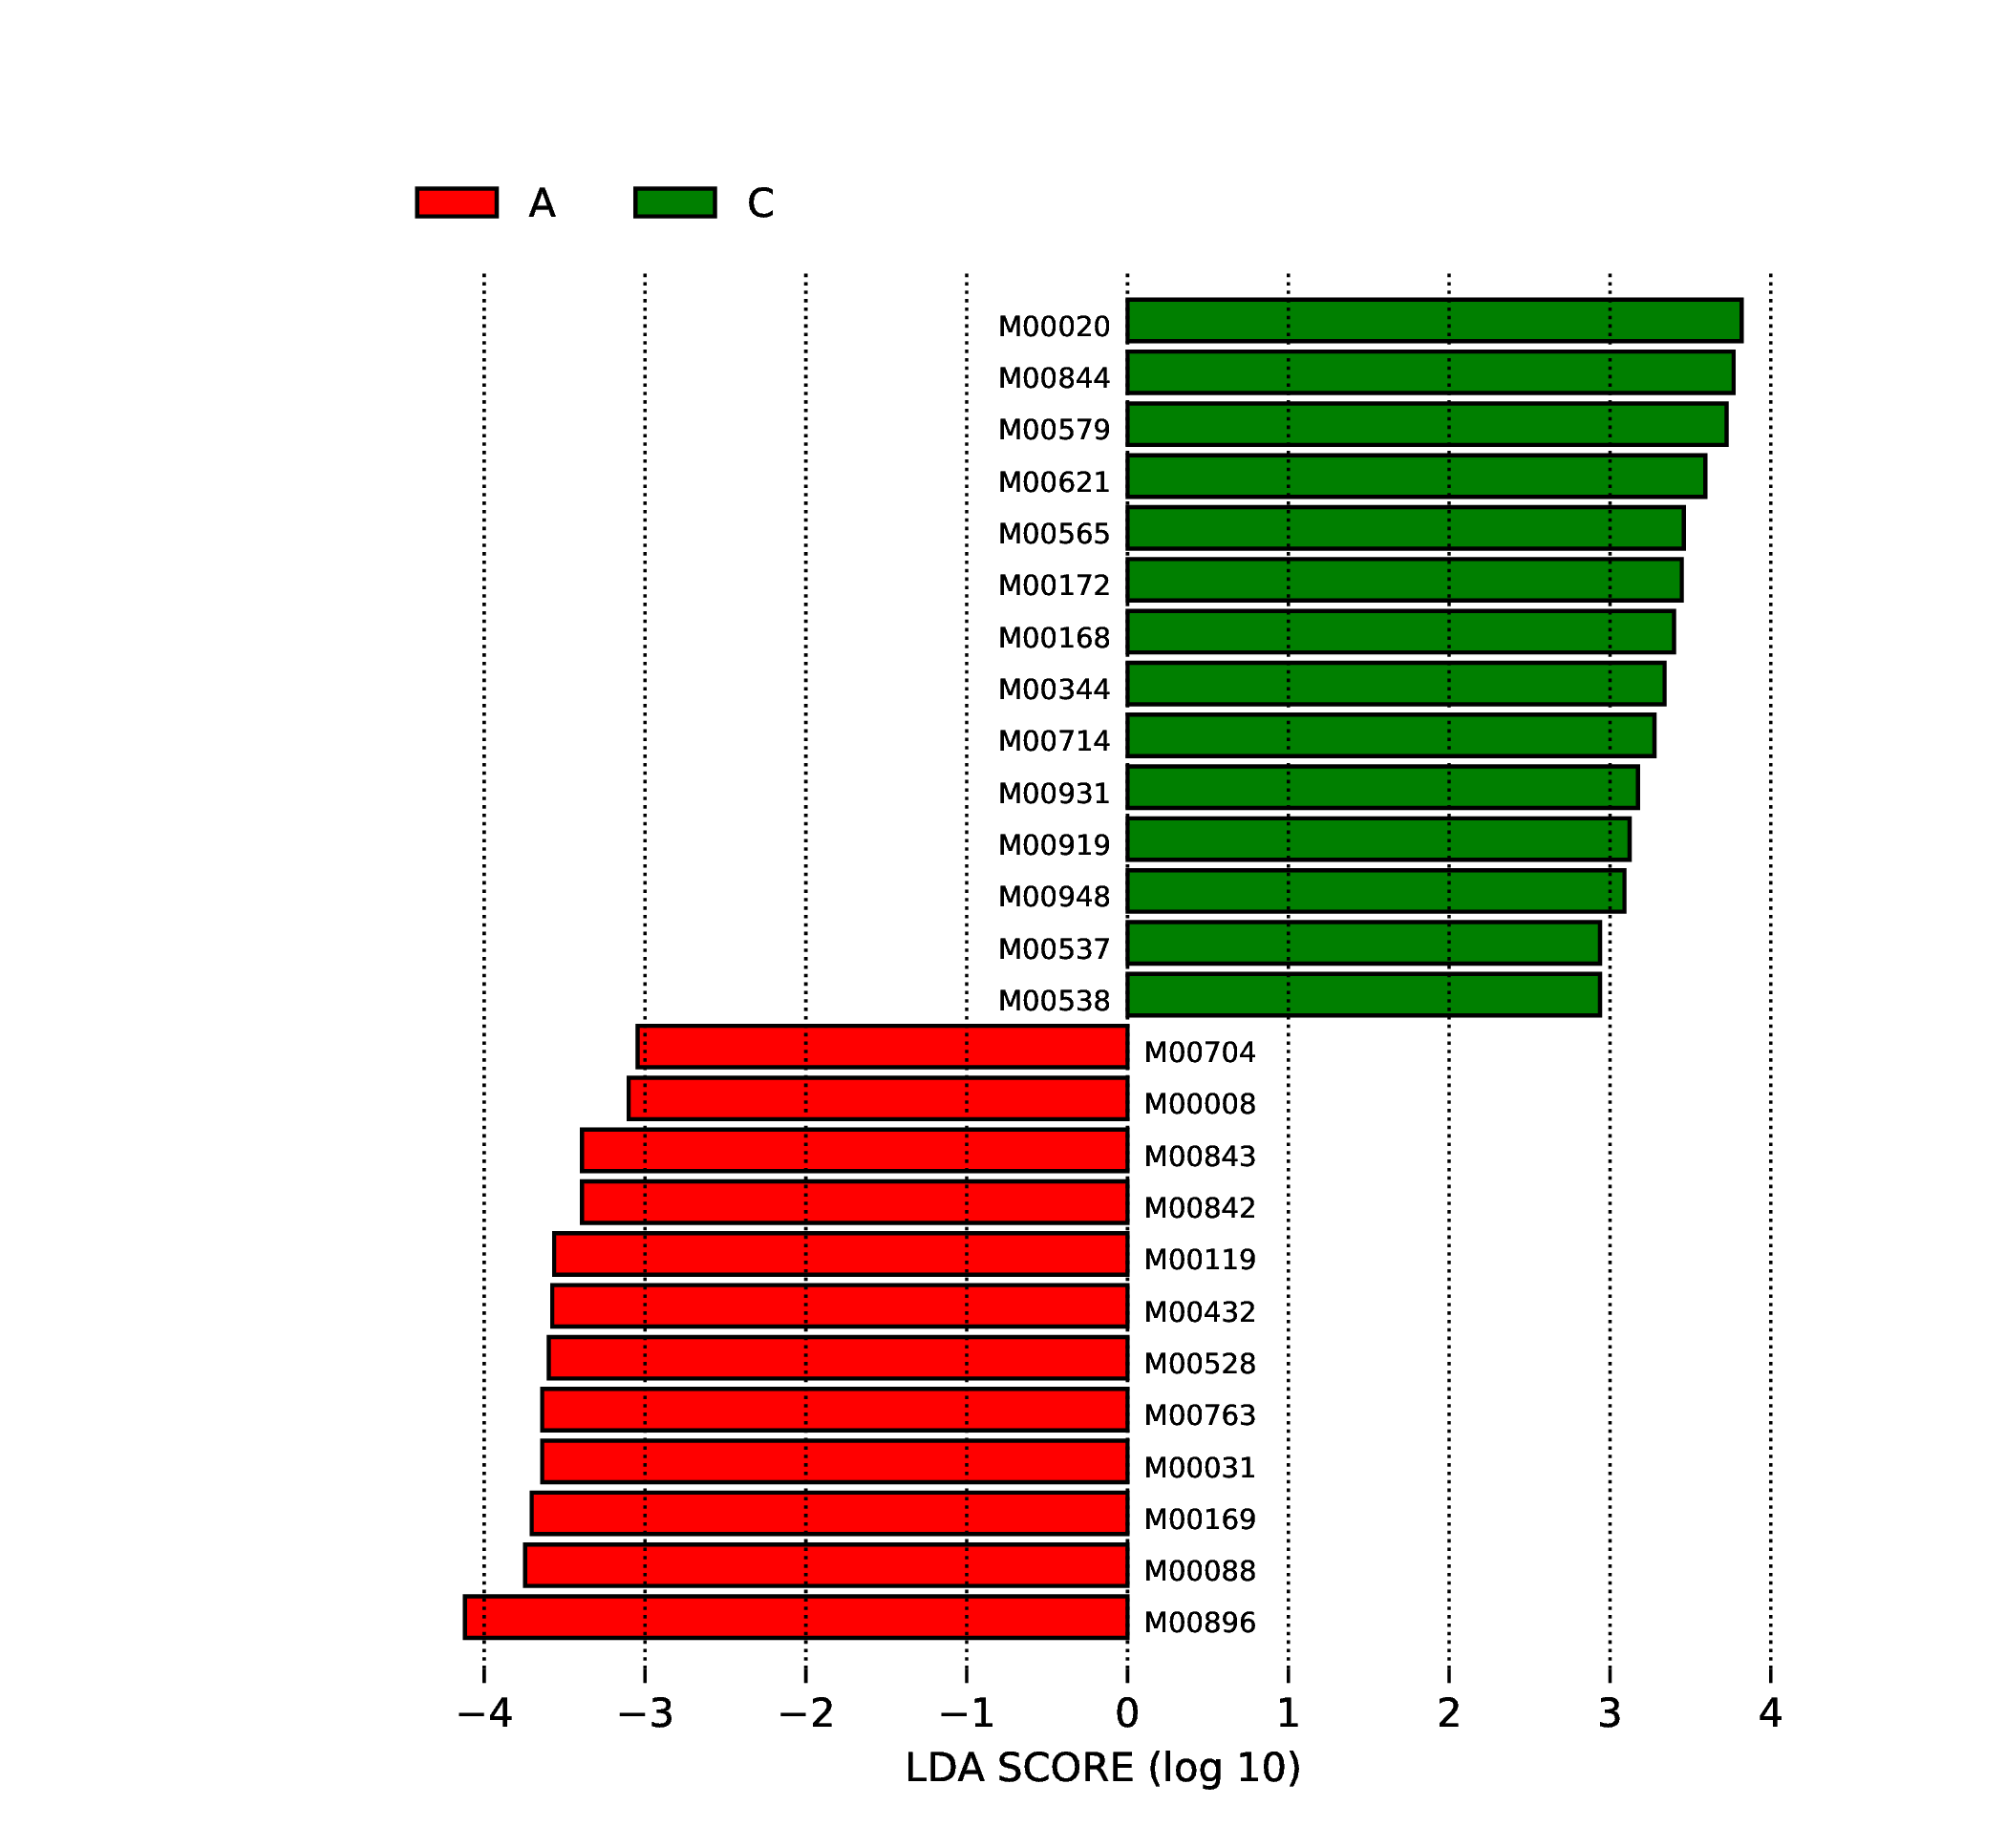 A C
M00020
M00844
M00579
M00621
M00565
M00172
M00168
M00344
M00714
M00931
M00919
M00948
M00537
M00538
M00704
M00008
M00843
M00842
M00119
M00432
M00528
M00763
M00031
M00169
M00088
M00896
−4 −3 −2 −1 0 1 2 3 4
LDA SCORE (log 10)